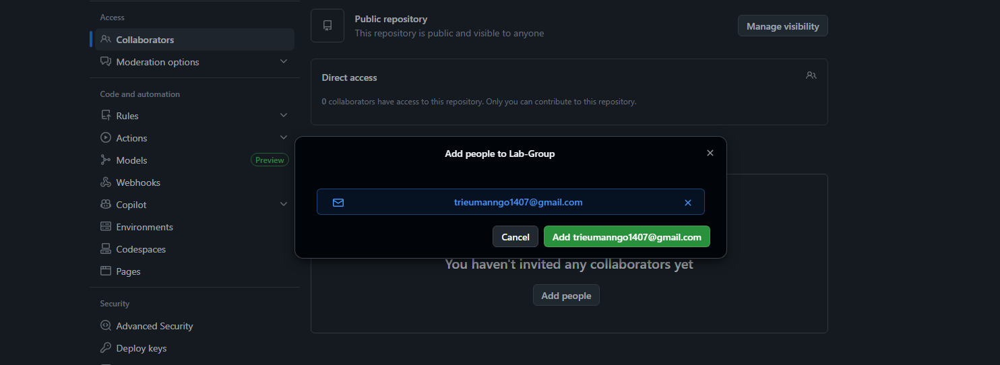 Access
Collaborators
Moderation options
Code and automation
Rules
Actions
Models
Preview
Webhooks
Copilot
Environments
Codespaces
Pages
Security
Advanced Security
Deploy keys
Public repository
This repository is public and visible to anyone
Manage visibility
Direct access
0 collaborators have access to this repository. Only you can contribute to this repository.
Add people to Lab-Group
trieumanngo1407@gmail.com
Cancel
Add trieumanngo1407@gmail.com
You haven't invited any collaborators yet
Add people